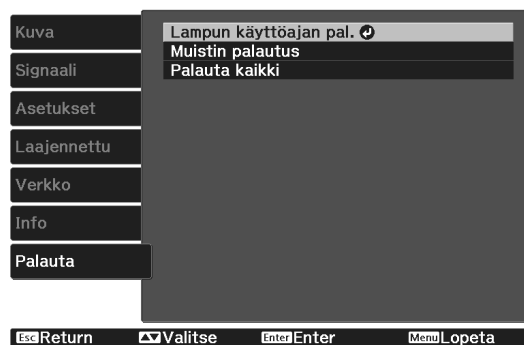 Kuva
Signaali
Asetukset
Laajennettu
Verkko
Info
Palauta
Lampun käyttöajan pal.
Muistin palautus
Palauta kaikki
Esc Return Valitse Enter Enter Menu Lopeta